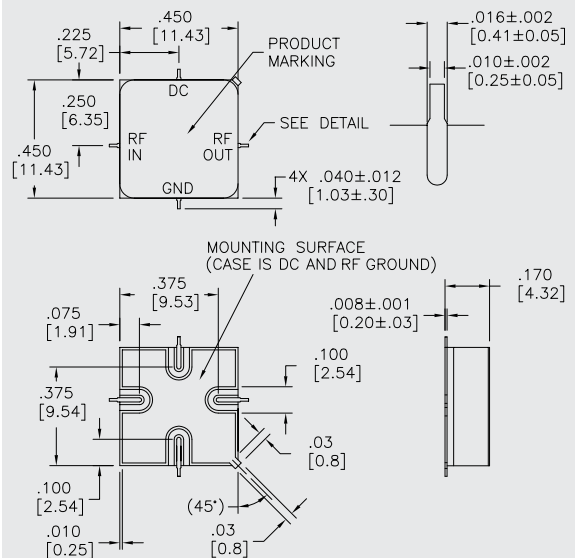 .450
[11.43]
.225
[5.72]
PRODUCT
MARKING
.016±.002
[0.41±0.05]
.010±.002
[0.25±0.05]
DC
.250
[6.35]
.450
[11.43]
RF
IN
RF
OUT
SEE DETAIL
GND
4X .040±.012
[1.03±.30]
MOUNTING SURFACE
(CASE IS DC AND RF GROUND)
.375
[9.53]
.075
[1.91]
.170
[4.32]
.008±.001
[0.20±.03]
.100
[2.54]
.375
[9.54]
.03
[0.8]
.100
[2.54]
(45°)
.010
[0.25]
.03
[0.8]